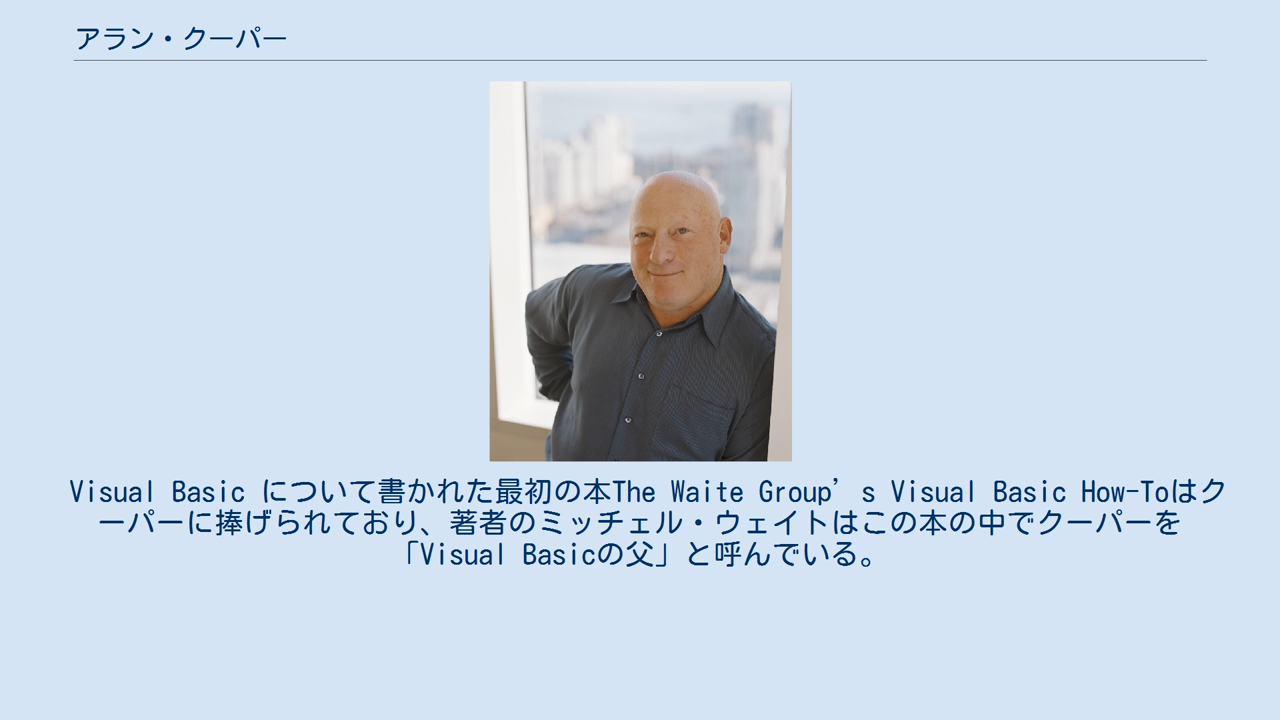 アラン・クーパー
Visual Basic について書かれた最初の本The Waite Group’s Visual Basic How-Toはク
ーパーに捧げられており、著者のミッチェル・ウェイトはこの本の中でクーパーを
「Visual Basicの父」と呼んでいる。